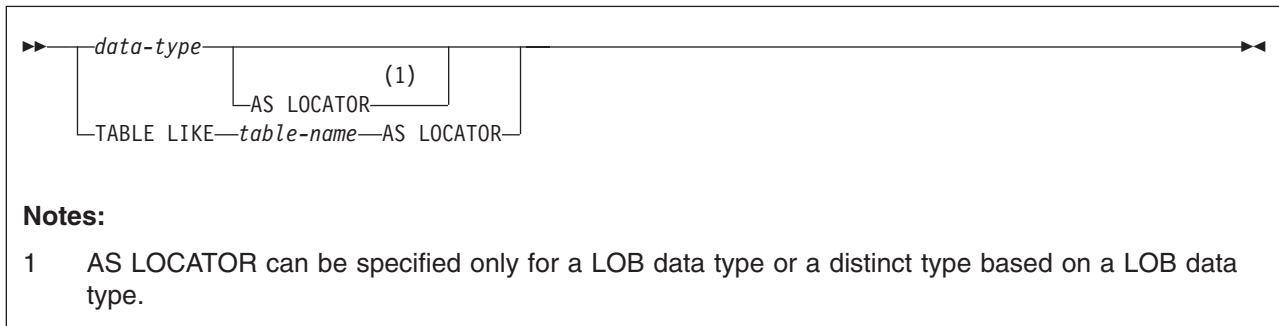 data-type
(1)
AS LOCATOR
TABLE LIKE table-name AS LOCATOR
Notes:
1 AS LOCATOR can be specified only for a LOB data type or a distinct type based on a LOB data
type.